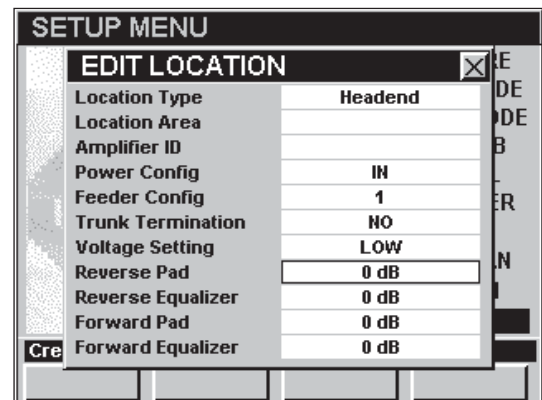 SETUP MENU
EDIT LOCATION
Location Type Headend
Location Area
Amplifier ID
Power Config IN
Feeder Config 1
Trunk Termination NO
Voltage Setting LOW
Reverse Pad 0 dB
Reverse Equalizer 0 dB
Forward Pad 0 dB
Forward Equalizer 0 dB